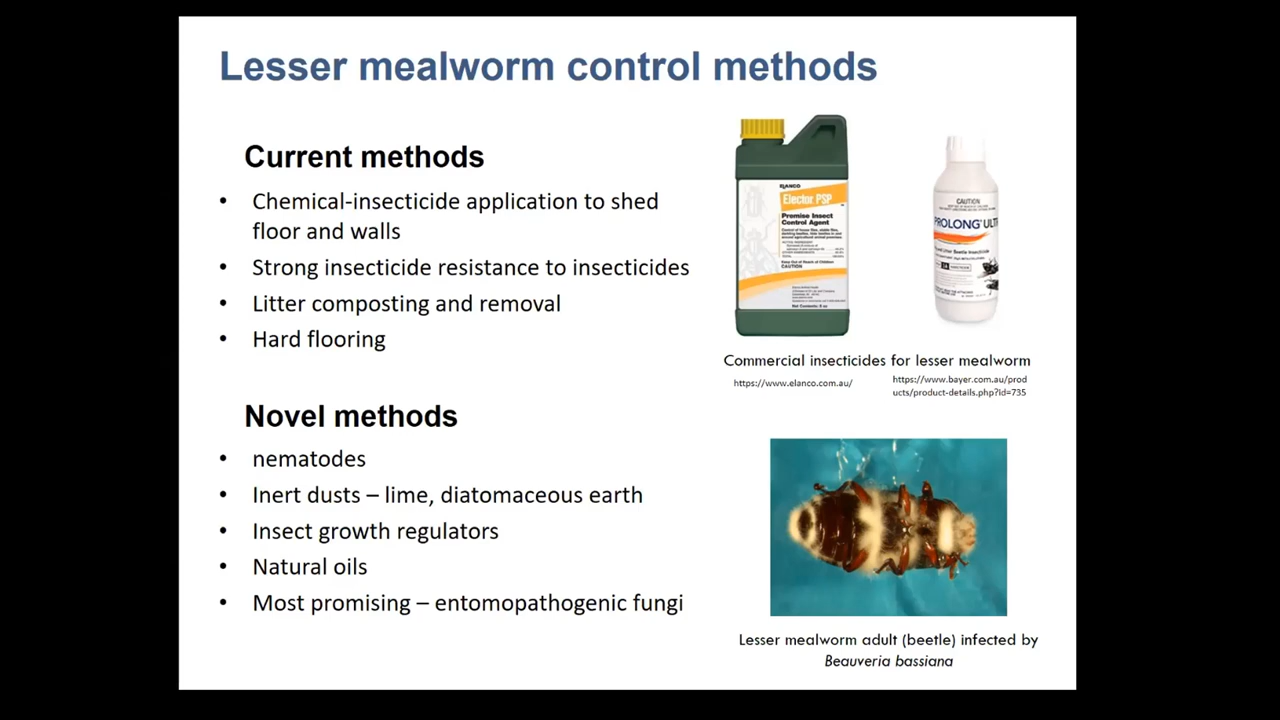 Lesser mealworm control methods
Current methods
• Chemical-insecticide application to shed
floor and walls
• Strong insecticide resistance to insecticides
• Litter composting and removal
• Hard flooring
Novel methods
• nematodes
• Inert dusts – lime, diatomaceous earth
• Insect growth regulators
• Natural oils
• Most promising – entomopathogenic fungi
ELANCO
Elector PSP
Premise Insect
Control Agent
CAUTION
CAUTION
PROLONG ULTR
Commercial insecticides for lesser mealworm
https://www.elanco.com.au/
https://www.bayer.com.au/prod
ucts/product-details.php?id=735
Lesser mealworm adult (beetle) infected by
Beauveria bassiana